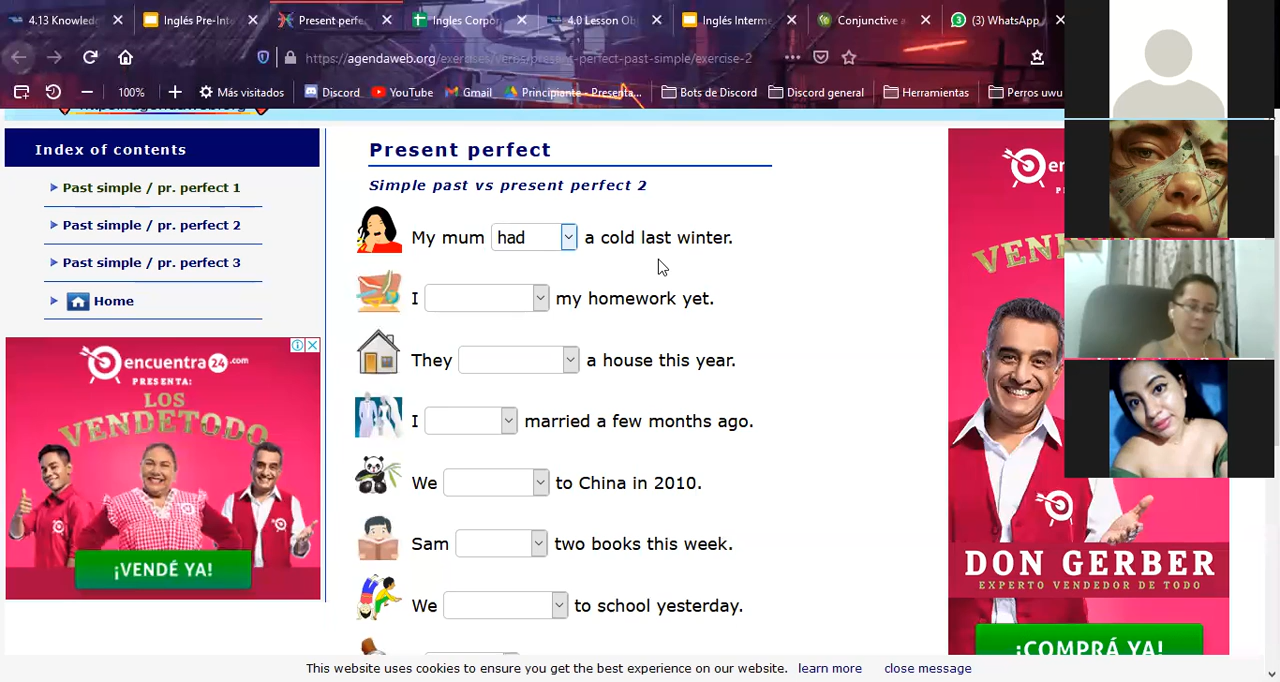 4.13 Knowled
Inglés Pre-Int
Present perfe
Ingles Corpo
4.0 Lesson Ob
Inglés Interme
Conjunctive a
(3) WhatsApp
https://agendaweb.org/exercises/verbs/present-perfect-past-simple/exercise-2
100%
Más visitados
Discord
YouTube
Gmail
Principiante - Presenta...
Bots de Discord
Discord general
Herramientas
Perros uwu
Index of contents
Past simple / pr. perfect 1
Past simple / pr. perfect 2
Past simple / pr. perfect 3
Home
encuentra24.com
PRESENTA:
LOS
VENDETODO
¡VENDÉ YA!
Present perfect
Simple past vs present perfect 2
My mum had a cold last winter.
I my homework yet.
They a house this year.
I married a few months ago.
We to China in 2010.
Sam two books this week.
We to school yesterday.
DON GERBER
EXPERTO VENDEDOR DE TODO
¡COMPRÁ YA!
This website uses cookies to ensure you get the best experience on our website. learn more close message